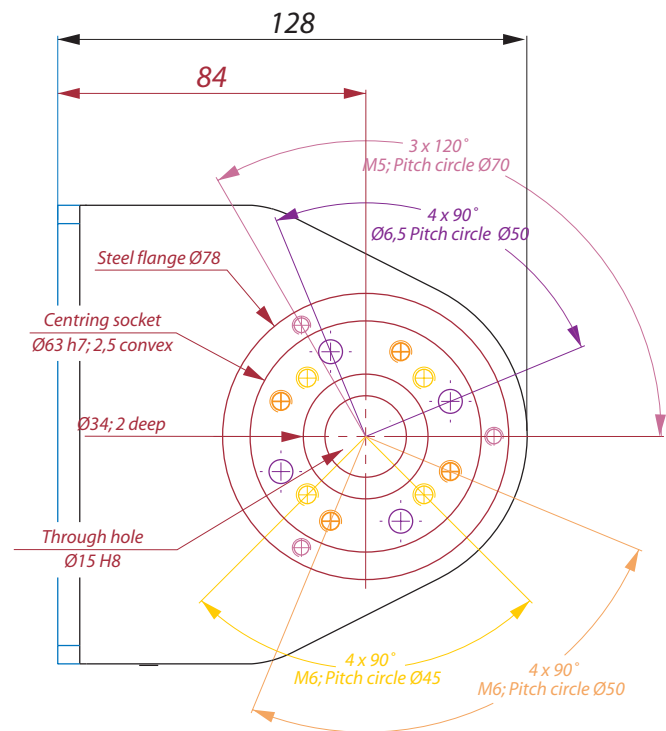 128
84
3 x 120°
M5; Pitch circle Ø70
4 x 90°
Ø6,5 Pitch circle Ø50
Steel flange Ø78
Centring socket
Ø63 h7; 2,5 convex
Ø34; 2 deep
Through hole
Ø15 H8
4 x 90°
M6; Pitch circle Ø45
4 x 90°
M6; Pitch circle Ø50